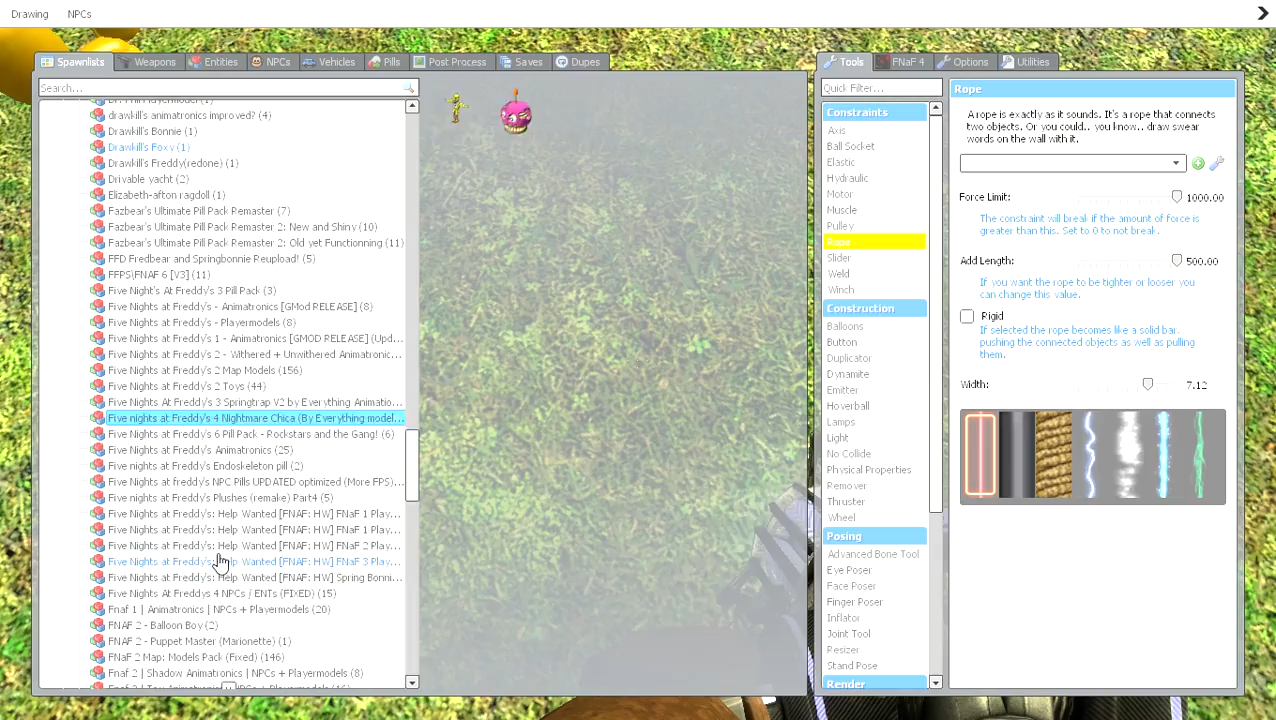 Drawing NPCs
Spawnlists Weapons Entities NPCs Vehicles Pills Post Process Saves Dupes
Search...
drawkill's animatronics improved? (4)
Drawkill's Bonnie (1)
Drawkill's Foxy (1)
Drawkill's Freddy(redone) (1)
Drivable yacht (2)
Elizabeth-afton ragdoll (1)
Fazbear's Ultimate Pill Pack Remaster (7)
Fazbear's Ultimate Pill Pack Remaster 2: New and Shiny (10)
Fazbear's Ultimate Pill Pack Remaster 2: Old Yet Functionning (11)
FFD Fredbear and Springbonnie Reupload! (5)
FFPS\FNAF 6 [V3] (11)
Five Night's At Freddy's 3 Pill Pack (3)
Five Nights at Freddy's - Animatronics [GMod RELEASE] (8)
Five Nights at Freddy's - Playermodels (8)
Five Nights at Freddy's 1 - Animatronics [GMOD RELEASE] (Upd...
Five Nights at Freddy's 2 - Withered + Unwithered Animatronic...
Five Nights at Freddy's 2 Map Models (156)
Five Nights at Freddy's 2 Toys (44)
Five Nights At Freddy's 3 Springtrap V2 by Everything Animatio...
Five nights at Freddy's 4 Nightmare Chica (By Everything model...
Five Nights at Freddy's 6 Pill Pack - Rockstars and the Gang! (6)
Five Nights at Freddy's Animatronics (25)
Five nights at Freddy's Endoskeleton pill (2)
Five Nights at freddy's NPC Pills UPDATED optimized (More FPS)...
Five nights at Freddy's Plushes (remake) Part4 (5)
Five Nights at Freddy's: Help Wanted [FNAF: HW] FNaF 1 Play...
Five Nights at Freddy's: Help Wanted [FNAF: HW] FNaF 1 Play...
Five Nights at Freddy's: Help Wanted [FNAF: HW] FNaF 2 Play...
Five Nights at Freddy's: Help Wanted [FNAF: HW] FNaF 3 Play...
Five Nights at Freddy's: Help Wanted [FNAF: HW] Spring Bonni...
Five Nights At Freddys 4 NPCs / ENTs (FIXED) (15)
Fnaf 1 | Animatronics | NPCs + Playermodels (20)
FNAF 2 - Balloon Boy (2)
FNAF 2 - Puppet Master (Marionette) (1)
FNAF 2 Map: Models Pack (Fixed) (146)
Fnaf 2 | Shadow Animatronics | NPCs + Playermodels (8)
Tools FNaF 4 Options Utilities
Quick Filter...
Constraints
Axis
Ball Socket
Elastic
Hydraulic
Motor
Muscle
Pulley
Rope
Slider
Weld
Winch
Construction
Balloons
Button
Duplicator
Dynamite
Emitter
Hoverball
Lamps
Light
No Collide
Physical Properties
Remover
Thruster
Wheel
Posing
Advanced Bone Tool
Eye Poser
Face Poser
Finger Poser
Inflator
Joint Tool
Resizer
Stand Pose
Render
Rope
A rope is exactly as it sounds. It's a rope that connects
two objects. Or you could.. you know.. draw swear
words on the wall with it.
Force Limit: 1000.00
The constraint will break if the amount of force is
greater than this. Set to 0 to not break.
Add Length: 500.00
If you want the rope to be tighter or looser you
can change this value.
Rigid
If selected the rope becomes like a solid bar,
pushing the connected objects as well as pulling
them.
Width: 7.12